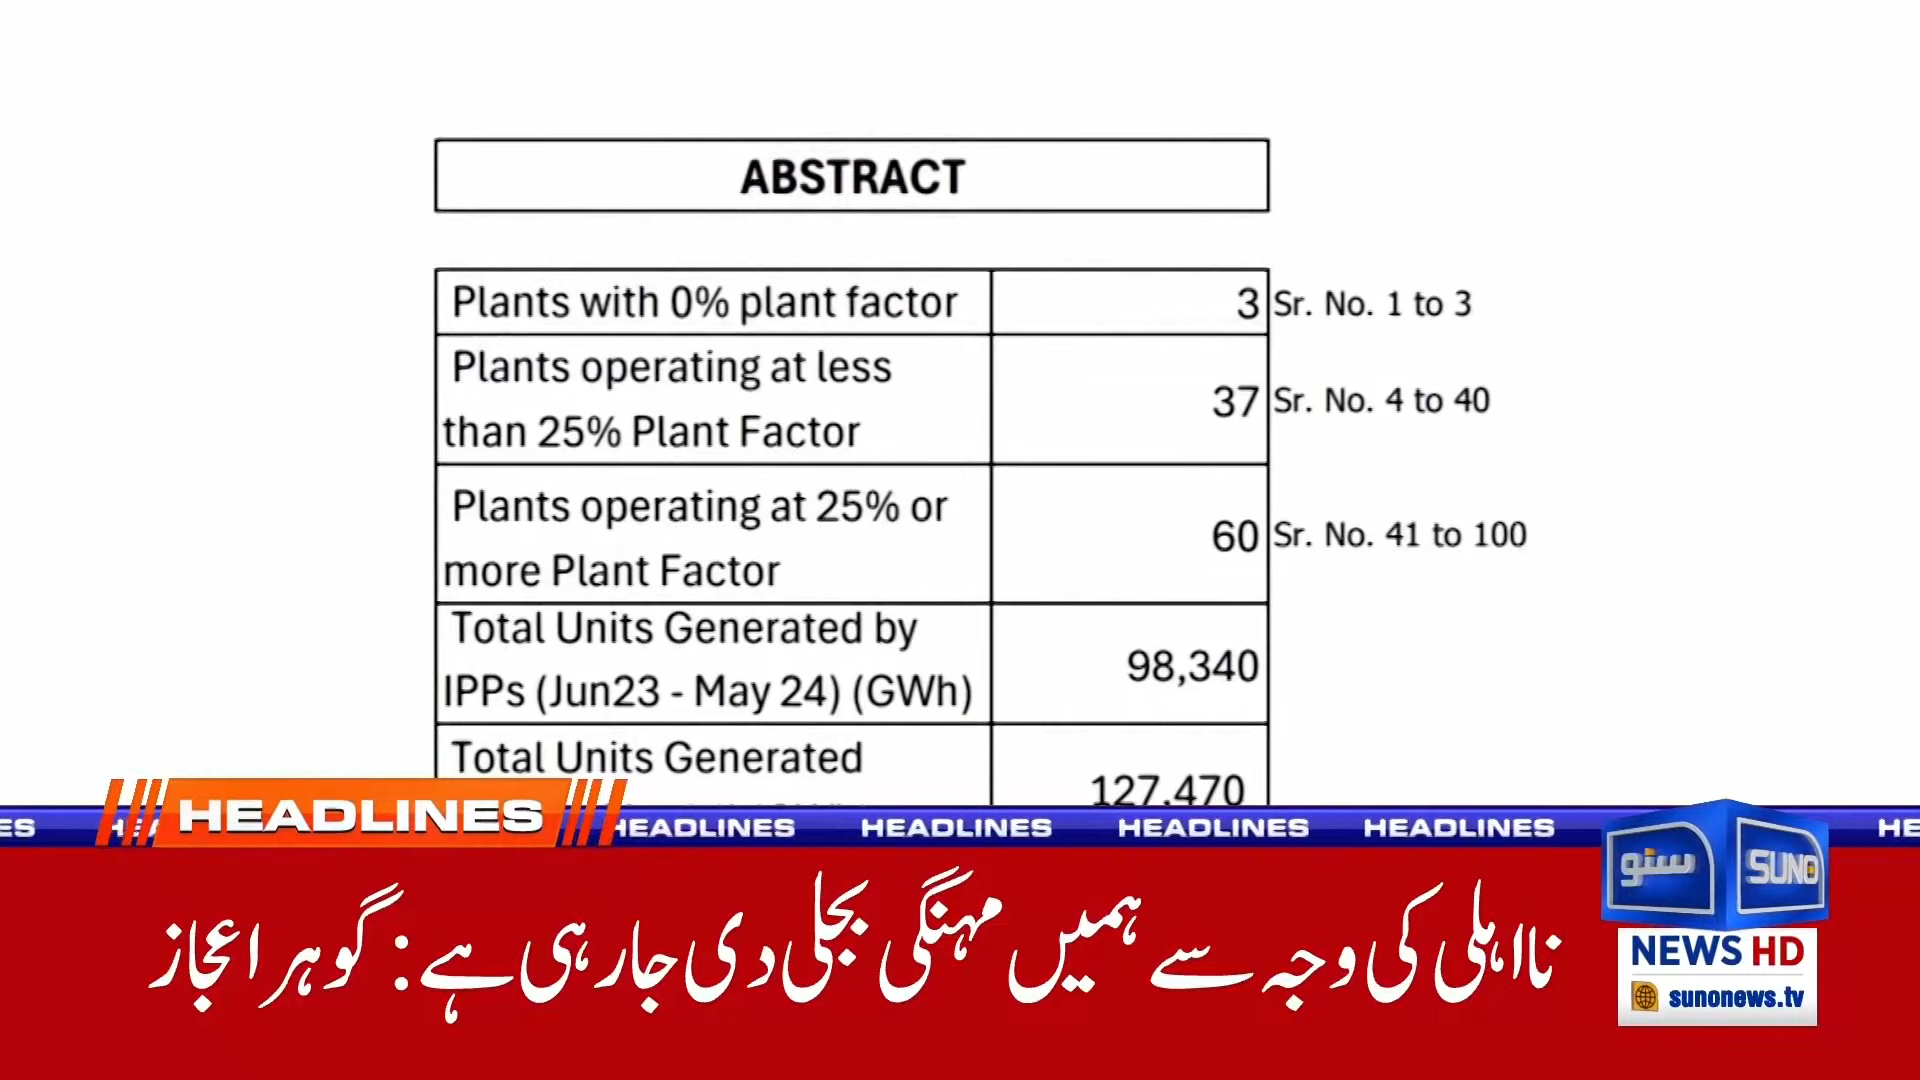 ABSTRACT
Plants with 0% plant factor 3 Sr. No. 1 to 3
Plants operating at less
than 25% Plant Factor 37 Sr. No. 4 to 40
Plants operating at 25% or
more Plant Factor 60 Sr. No. 41 to 100
Total Units Generated by
IPPs (Jun23 - May 24) (GWh) 98,340
Total Units Generated
127,470
HEADLINES
HEADLINES HEADLINES HEADLINES HEADLINES
سنو SUNO
نااہلی کی وجہ سے ہمیں مہنگی بجلی دی جارہی ہے: گوہر اعجاز
NEWS HD
sunonews.tv